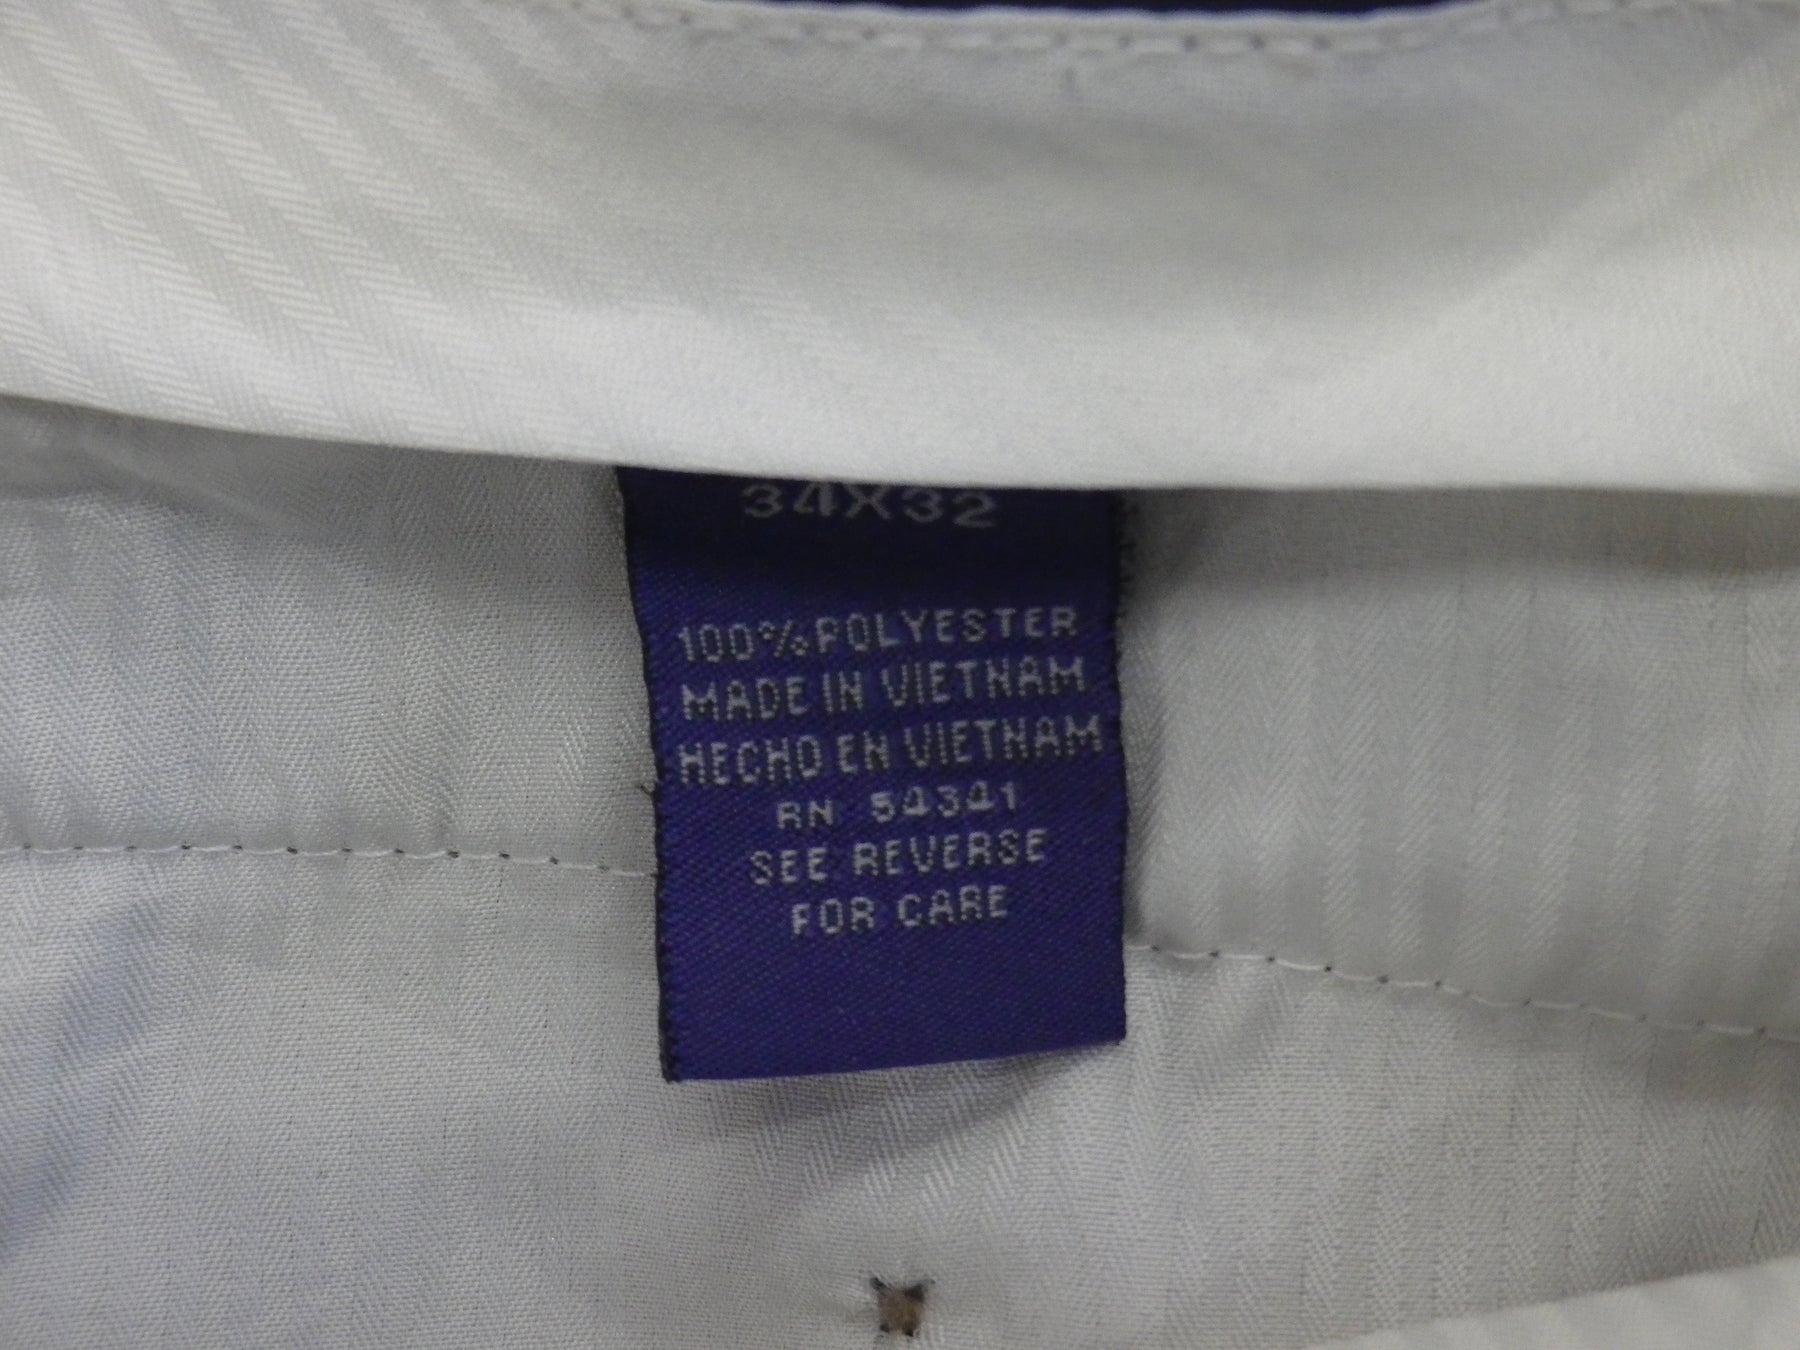 34X32
100%POLYESTER
MADE IN VIETNAM
HECHO EN VIETNAM
RN 54341
SEE REVERSE
FOR CARE